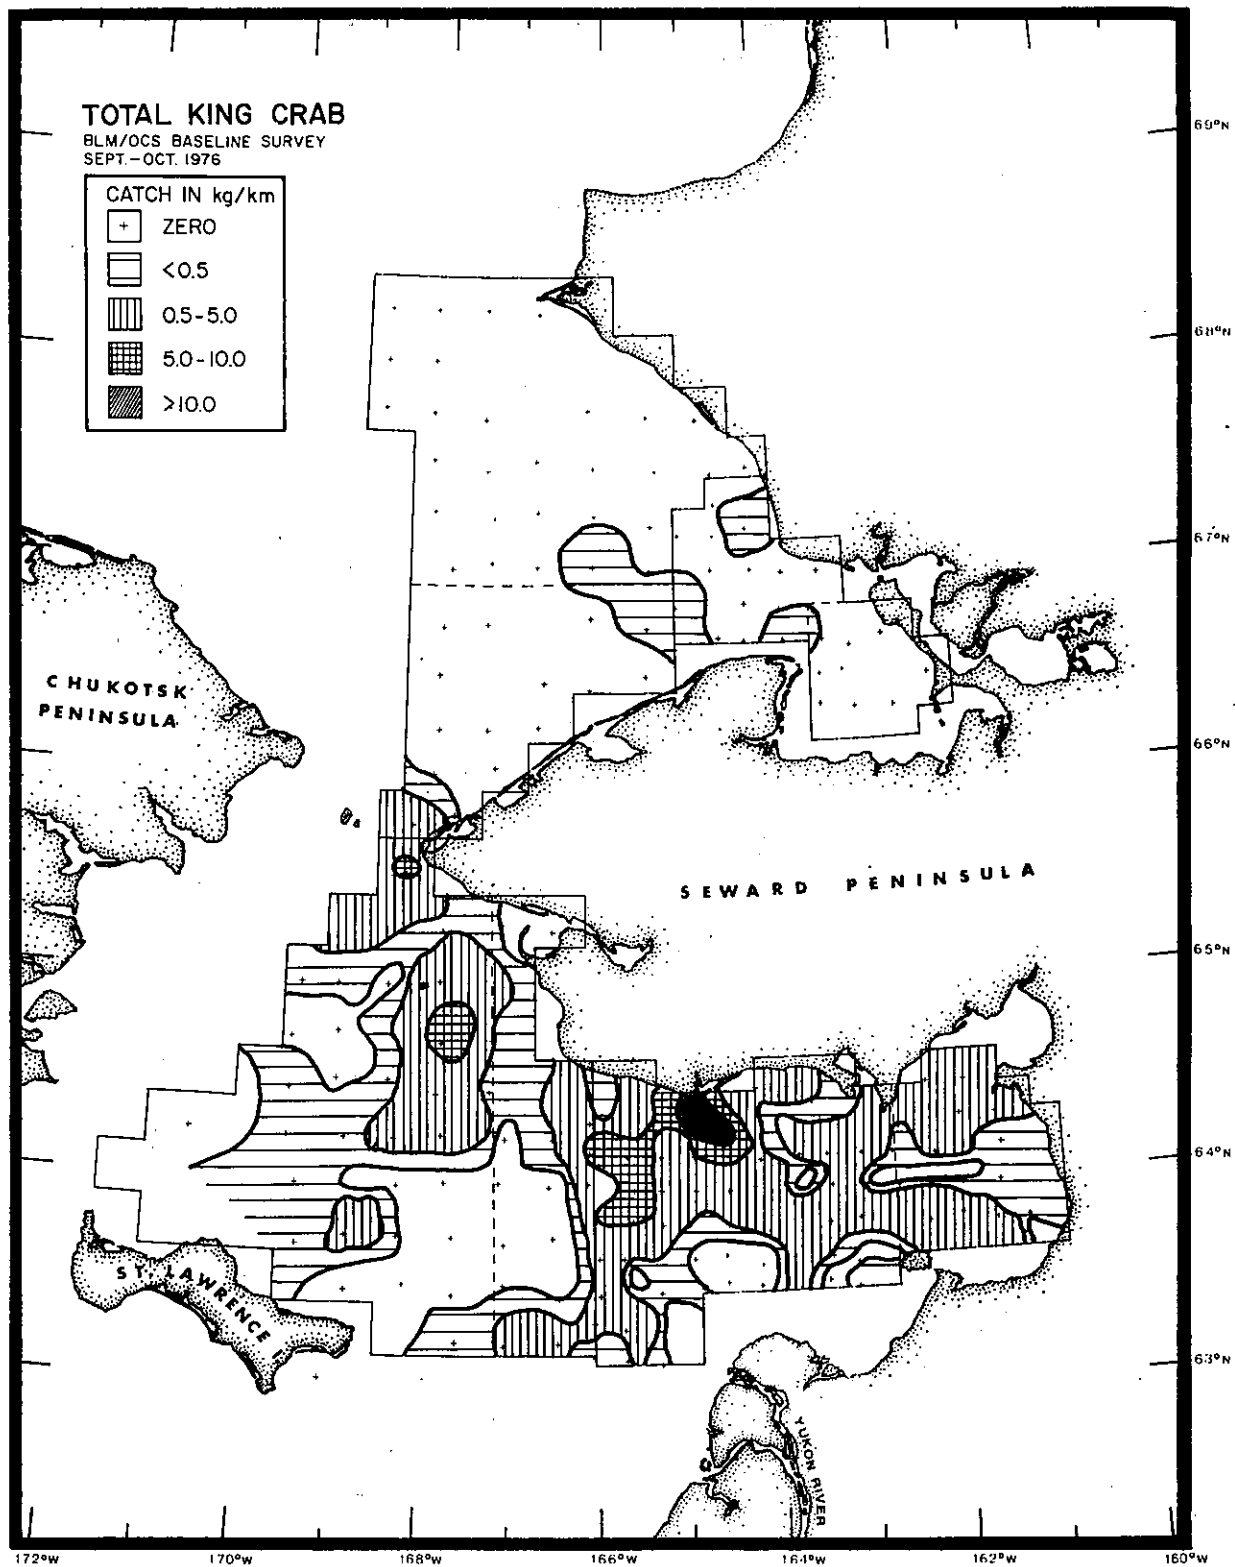 TOTAL KING CRAB
BLM/OCS BASELINE SURVEY
SEPT.-OCT. 1976
CATCH IN kg/km
ZERO
<0.5
0.5-5.0
5.0-10.0
>10.0
69°N
68°N
67°N
CHUKOTSK
PENINSULA
66°N
SEWARD PENINSULA
65°N
64°N
ST. LAWRENCE I.
63°N
YUKON RIVER
172°W 170°W 168°W 166°W 164°W 162°W 160°W